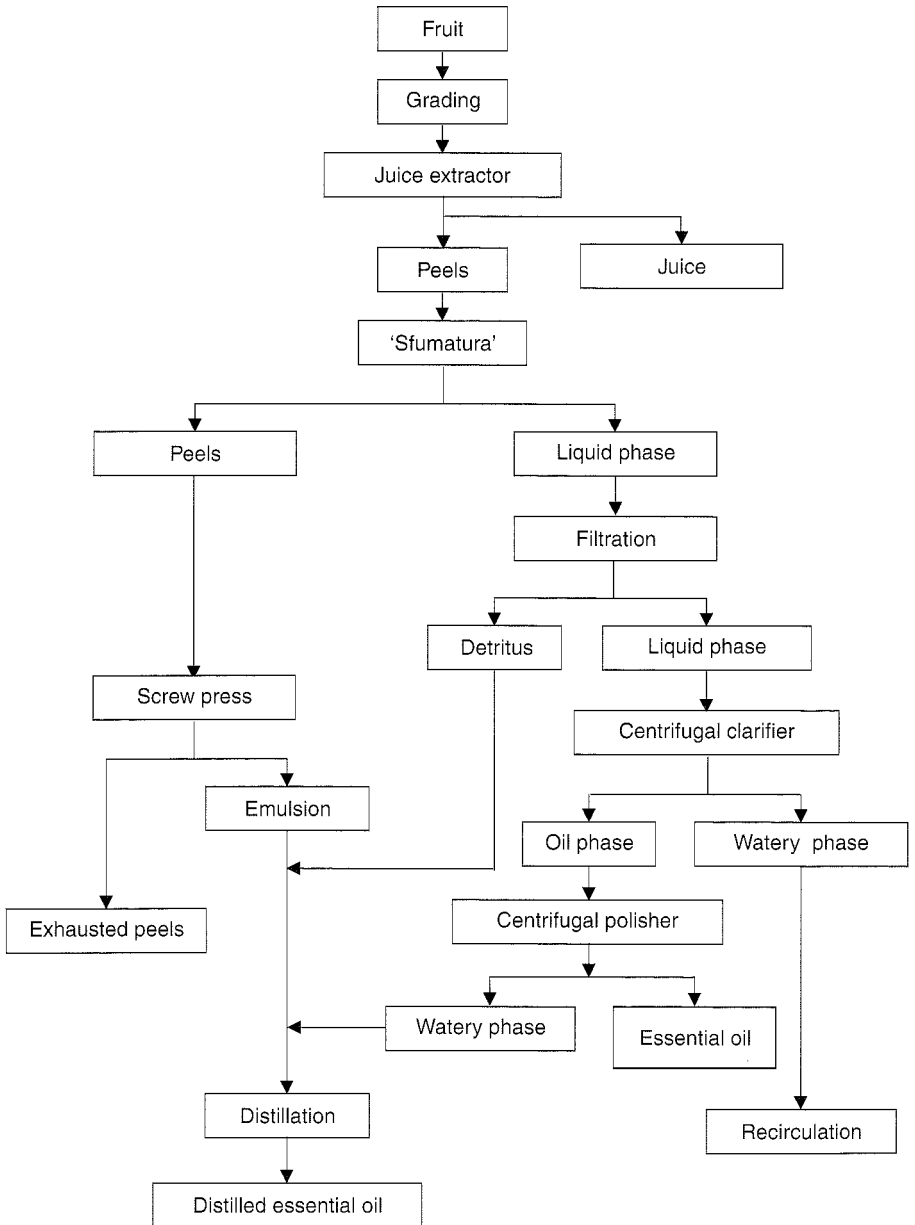 Fruit
Grading
Juice extractor
Peels
Juice
‘Sfumatura’
Peels
Liquid phase
Filtration
Detritus
Liquid phase
Screw press
Centrifugal clarifier
Emulsion
Oil phase
Watery phase
Exhausted peels
Centrifugal polisher
Watery phase
Essential oil
Distillation
Recirculation
Distilled essential oil